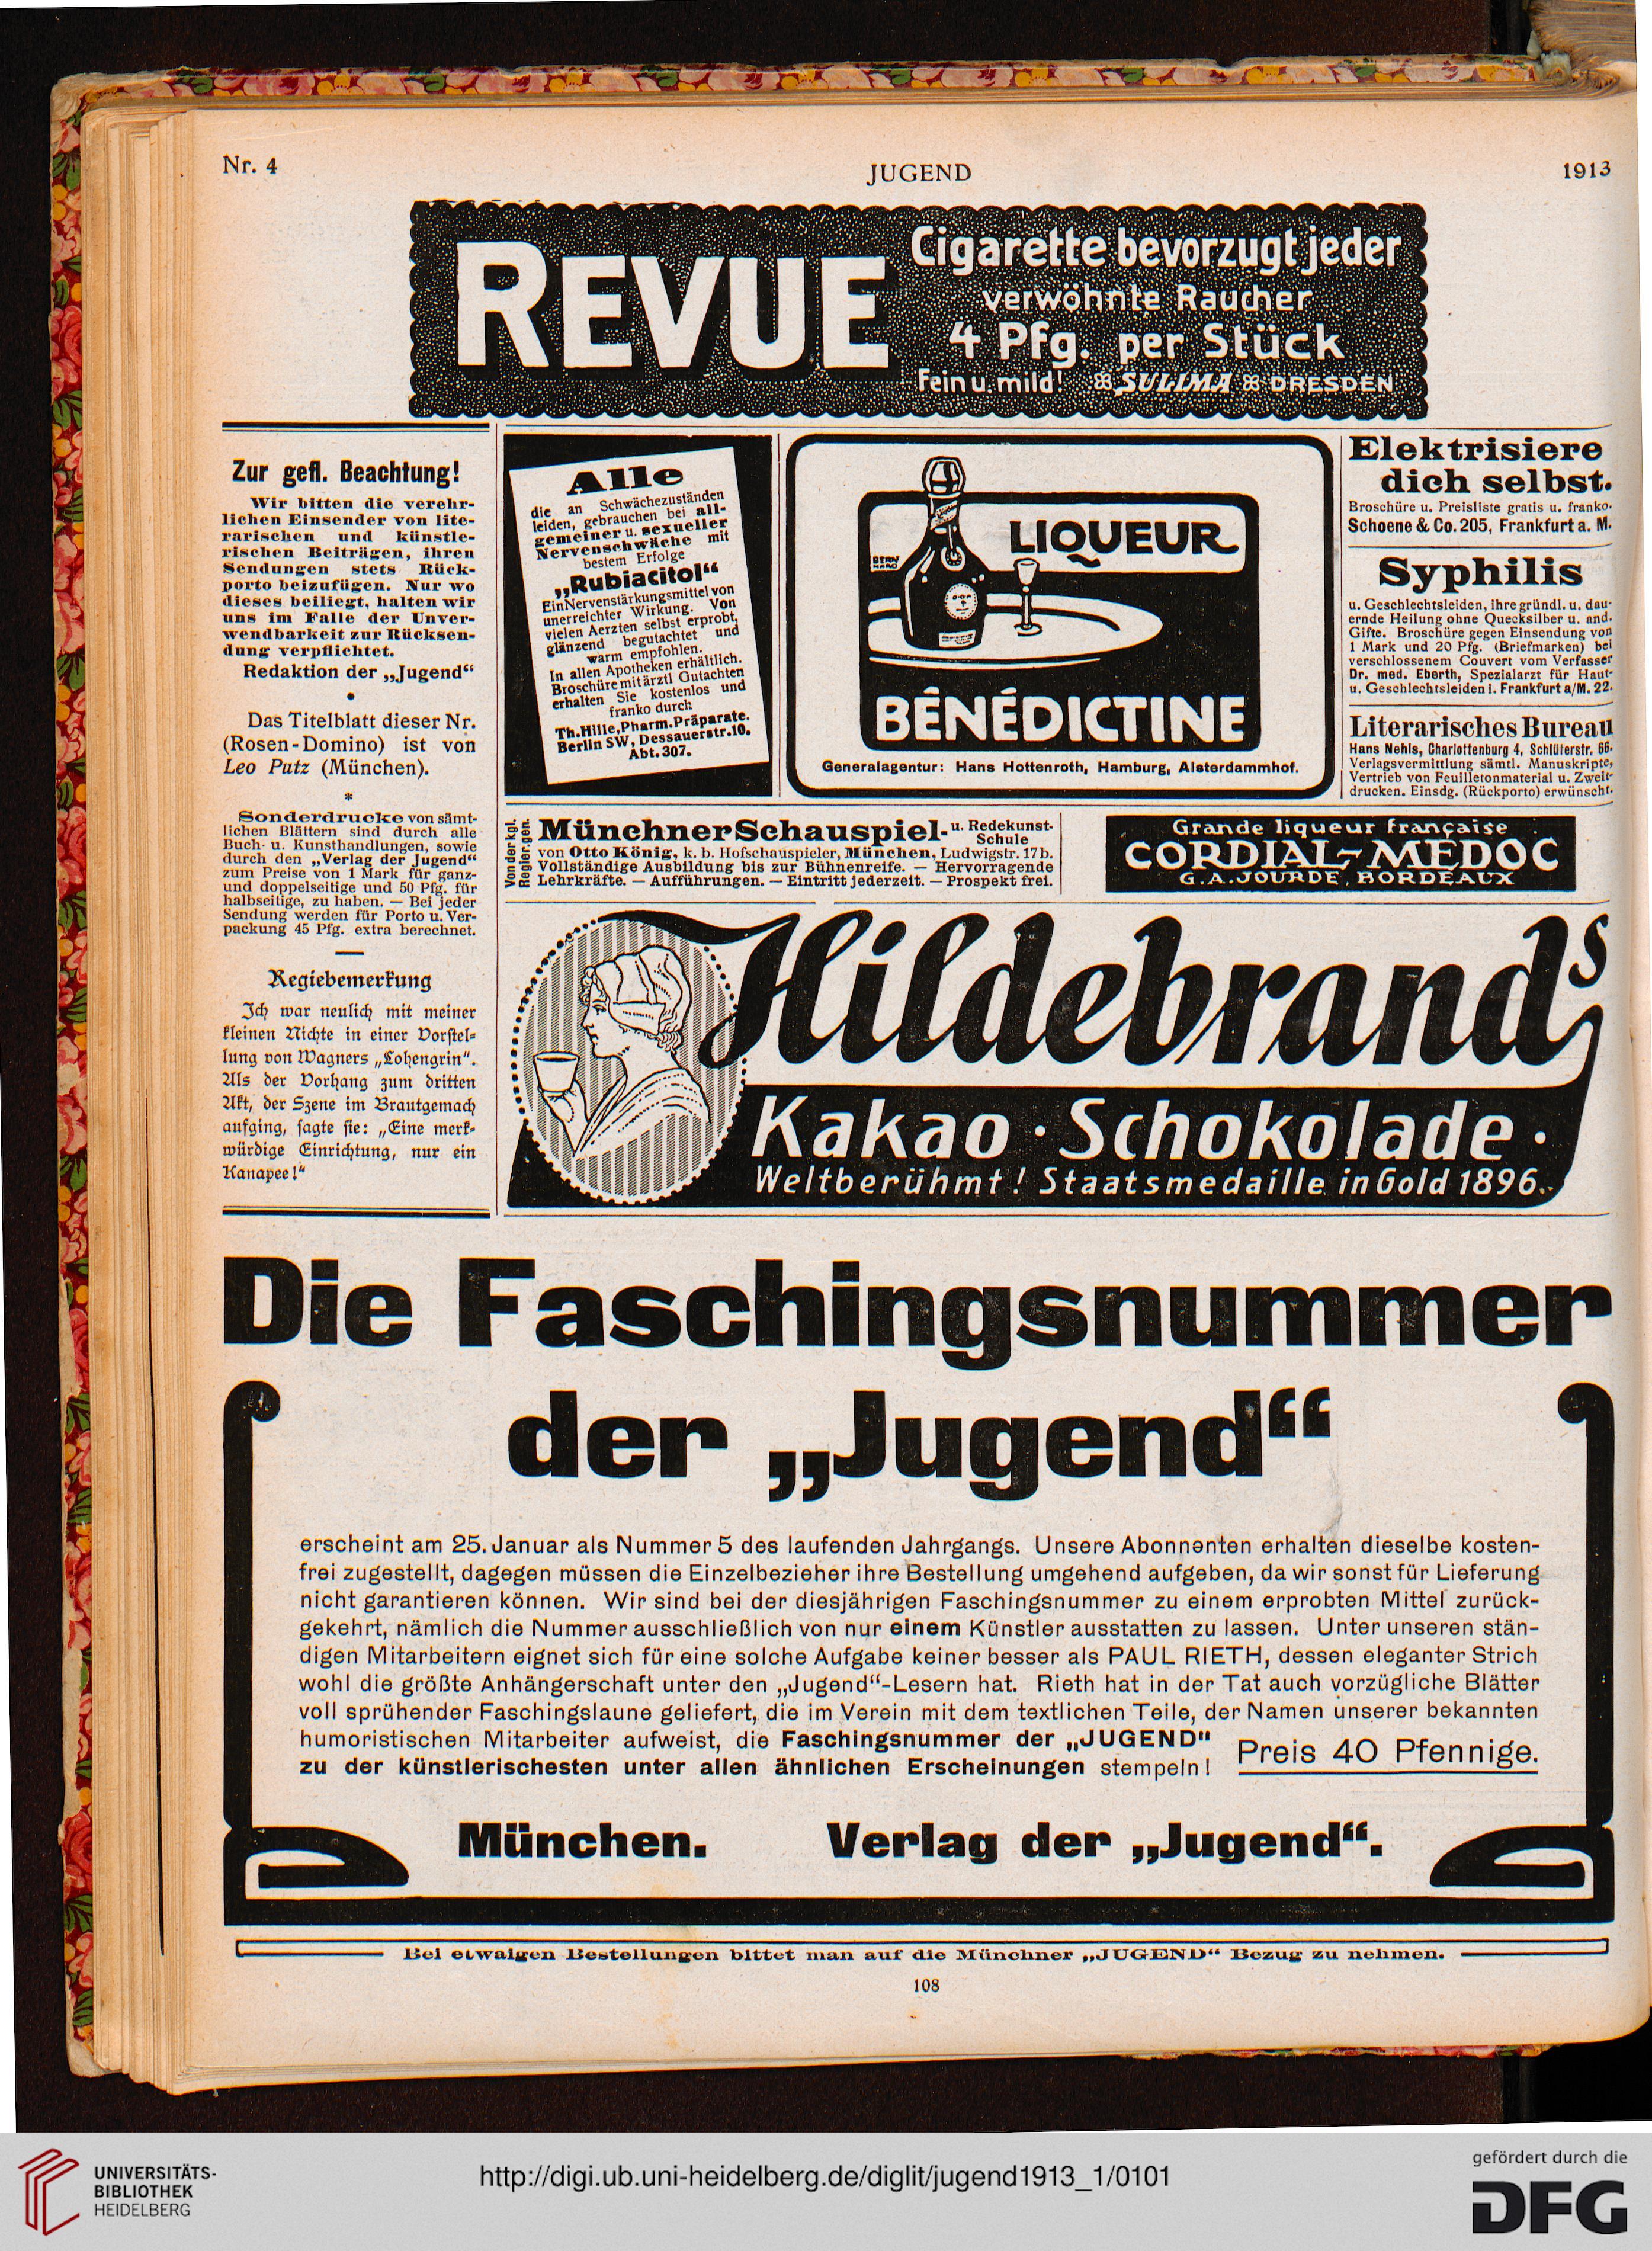 Nr. 4
JUGEND
1913
REVUE
Cigarette bevorzugt jeder
verwöhnte Raucher
4 Pfg. per Stück
Fein u. mild! SULIMA DRESDEN
Zur gefl. Beachtung!
Wir bitten die verehr-
lichen Einsender von lite-
rarischen und künstle-
rischen Beiträgen, ihren
Sendungen stets Rück-
porto beizufügen. Nur wo
dieses beiliegt, halten wir
uns im Falle der Unver-
wendbarkeit zur Rücksen-
dung verpflichtet.
Redaktion der „Jugend“
Das Titelblatt dieser Nr.
(Rosen-Domino) ist von
Leo Putz (München).
*
Sonderdrucke von sämt-
lichen Blättern sind durch alle
Buch- u. Kunsthandlungen, sowie
durch den „Verlag der Jugend“
zum Preise von 1 Mark für ganz-
und doppelseitige und 50 Pfg. für
halbseitige, zu haben. — Bei jeder
Sendung werden für Porto u. Ver-
packung 45 Pfg. extra berechnet.
Regiebemerkung
Ich war neulich mit meiner
kleinen Nichte in einer Vorstel-
lung von Wagners „Lohengrin“.
Als der Vorhang zum dritten
Akt, der Szene im Brautgemach
aufging, sagte sie: „Eine merk-
würdige Einrichtung, nur ein
Kanapee!“
Alle
die an Schwächezuständen
leiden, gebrauchen bei all-
gemeiner u. sexueller
Nervenschwäche mit
bestem Erfolge
„Rubiacitol“
Ein Nervenstärkungsmittel von
unerreichter Wirkung. Von
vielen Aerzten selbst erprobt,
glänzend begutachtet und
warm empfohlen.
In allen Apotheken erhältlich.
Broschüre mit ärztl Gutachten
erhalten Sie kostenlos und
franko durch
Th. Hille, Pharm. Präparate.
Berlin SW, Dessauerstr. 10.
Abt. 307.
LIQUEUR
BERN
HARD
BÉNÉDICTINE
Generalagentur: Hans Hottenroth, Hamburg, Alsterdammhof.
Elektrisiere
dich selbst.
Broschüre u. Preisliste gratis u. franko.
Schoene & Co. 205, Frankfurt a. M.
Syphilis
u. Geschlechtsleiden, ihre gründl. u. dau-
ernde Heilung ohne Quecksilber u. and.
Gifte. Broschüre gegen Einsendung von
1 Mark und 20 Pfg. (Briefmarken) bei
verschlossenem Couvert vom Verfasser
Dr. med. Eberth, Spezialarzt für Haut-
u. Geschlechtsleiden i. Frankfurt a/M. 22.
Literarisches Bureau
Hans Nehls, Charlottenburg 4, Schlüterstr. 66.
Verlagsvermittlung sämtl. Manuskripte,
Vertrieb von Feuilletonmaterial u. Zweit-
drucken. Einsdg. (Rückporto) erwünscht.
Von der kgl.
Regier. gen.
Münchner Schauspiel- u. Redekunst-
Schule
von Otto König, k. b. Hofschauspieler, München, Ludwigstr. 17b.
Vollständige Ausbildung bis zur Bühnenreife. — Hervorragende
Lehrkräfte. — Aufführungen. — Eintritt jederzeit. — Prospekt frei.
Grande liqueur française
CORDIAL-MÉDOC
G. A. JOURDE, BORDEAUX
Hildebrands
Kakao · Schokolade ·
Weltberühmt! Staatsmedaille in Gold 1896.
Die Faschingsnummer
der „Jugend“
erscheint am 25. Januar als Nummer 5 des laufenden Jahrgangs. Unsere Abonnenten erhalten dieselbe kosten-
frei zugestellt, dagegen müssen die Einzelbezieher ihre Bestellung umgehend aufgeben, da wir sonst für Lieferung
nicht garantieren können. Wir sind bei der diesjährigen Faschingsnummer zu einem erprobten Mittel zurück-
gekehrt, nämlich die Nummer ausschließlich von nur einem Künstler ausstatten zu lassen. Unter unseren stän-
digen Mitarbeitern eignet sich für eine solche Aufgabe keiner besser als PAUL RIETH, dessen eleganter Strich
wohl die größte Anhängerschaft unter den „Jugend“-Lesern hat. Rieth hat in der Tat auch vorzügliche Blätter
voll sprühender Faschingslaune geliefert, die im Verein mit dem textlichen Teile, der Namen unserer bekannten
humoristischen Mitarbeiter aufweist, die Faschingsnummer der „JUGEND“
zu der künstlerischesten unter allen ähnlichen Erscheinungen stempeln!
Preis 40 Pfennige.
München. Verlag der „Jugend“.
Bei etwaigen Bestellungen bittet man auf die Münchner „JUGEND“ Bezug zu nehmen.
108
UNIVERSITÄTS-
BIBLIOTHEK
HEIDELBERG
http://digi.ub.uni-heidelberg.de/diglit/jugend1913_1/0101
gefördert durch die
DFG